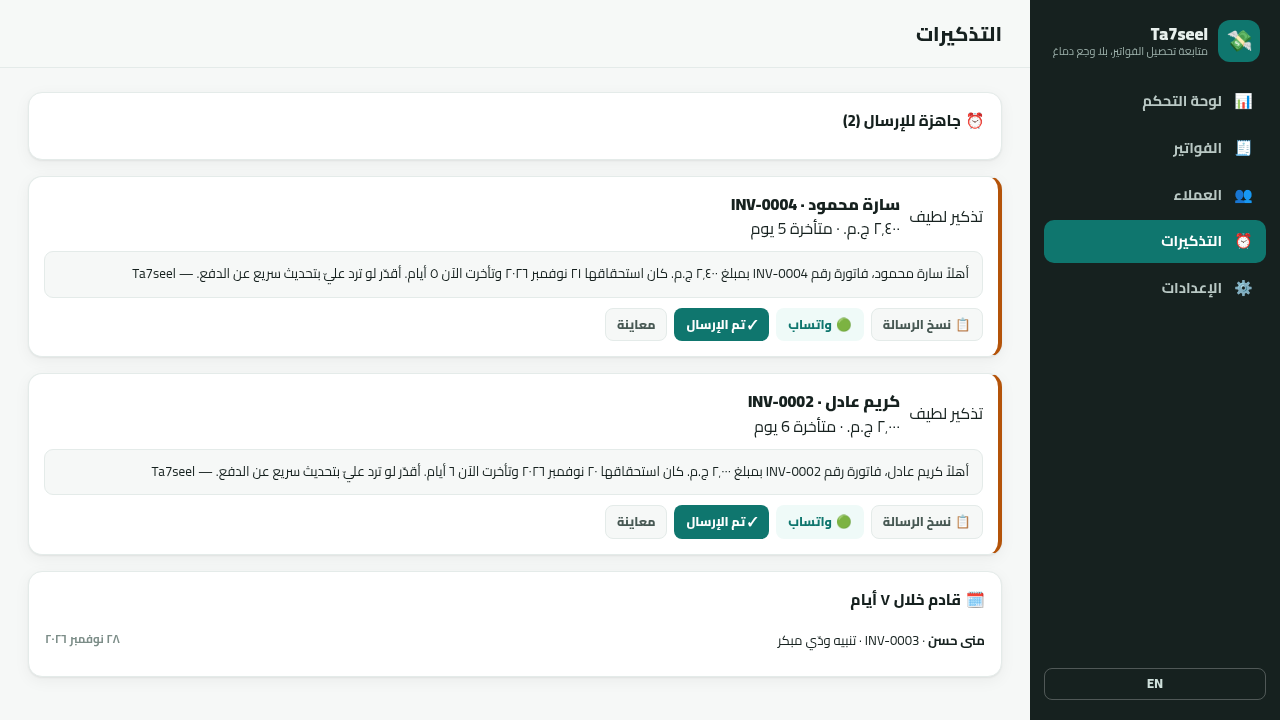 Ta7seel
متابعة تحصيل الفواتير، بلا وجع دماغ
لوحة التحكم
الفواتير
العملاء
التذكيرات
الإعدادات
EN
التذكيرات
جاهزة للإرسال (2)
تذكير لطيف
سارة محمود · INV-0004
٢٬٤٠٠ ج.م.‏ · متأخرة 5 يوم
أهلاً سارة محمود، فاتورة رقم INV-0004 بمبلغ ٢٬٤٠٠ ج.م. كان استحقاقها ٢١ نوفمبر ٢٠٢٦ وتأخرت الآن ٥ أيام. أقدّر لو ترد عليّ بتحديث سريع عن الدفع. — Ta7seel
نسخ الرسالة
واتساب
✓ تم الإرسال
معاينة
تذكير لطيف
كريم عادل · INV-0002
٢٬٠٠٠ ج.م. · متأخرة 6 يوم
أهلاً كريم عادل، فاتورة رقم INV-0002 بمبلغ ٢٬٠٠٠ ج.م. كان استحقاقها ٢٠ نوفمبر ٢٠٢٦ وتأخرت الآن ٦ أيام. أقدّر لو ترد عليّ بتحديث سريع عن الدفع. — Ta7seel
نسخ الرسالة
واتساب
✓ تم الإرسال
معاينة
قادم خلال ٧ أيام
منى حسن · INV-0003 · تنبيه ودّي مبكر
٢٨ نوفمبر ٢٠٢٦